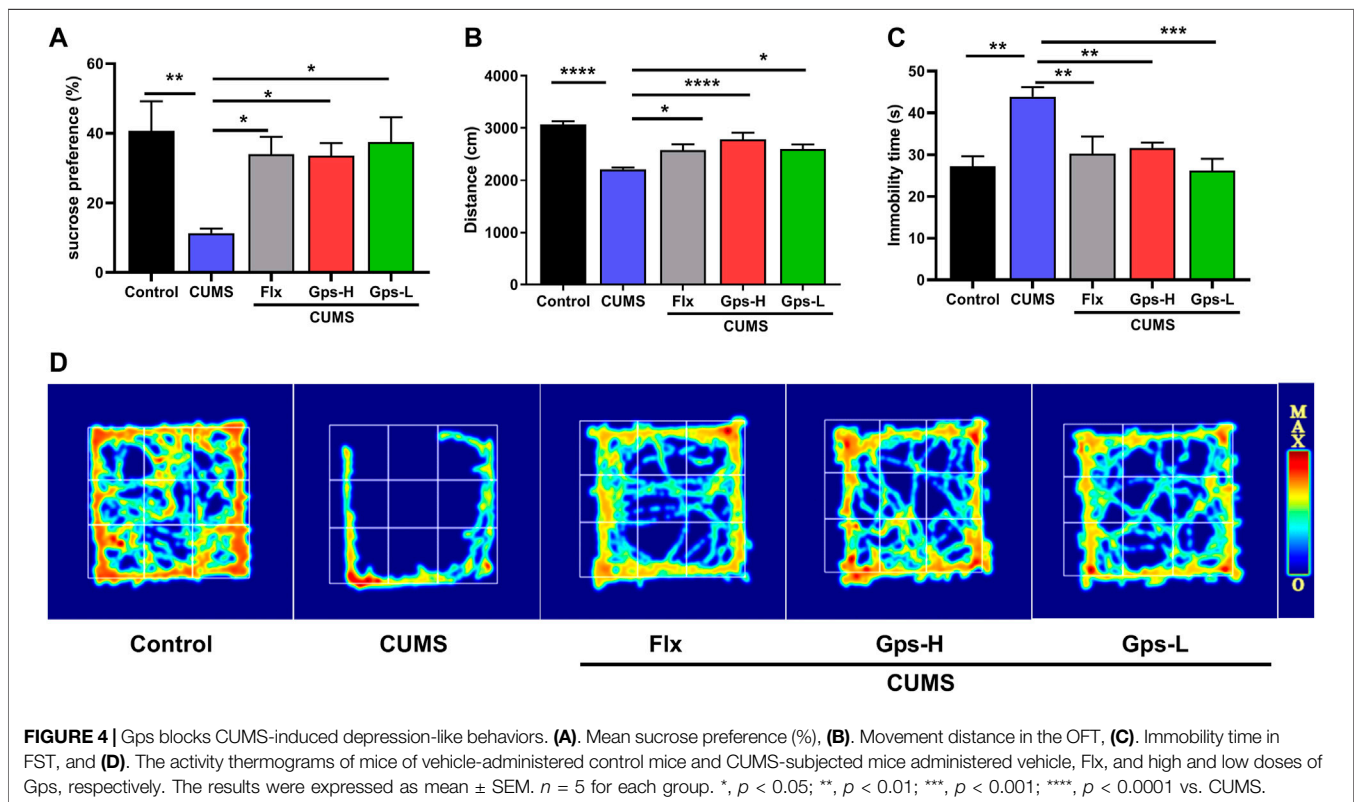 A
sucrose preference (%)
60
40
20
0
**
*
*
*
Control
CUMS
Flx
Gps-H
Gps-L
CUMS
B
Distance (cm)
4000
3000
2000
1000
0
****
*
****
*
Control
CUMS
Flx
Gps-H
Gps-L
CUMS
C
Immobility time (s)
50
40
30
20
10
0
**
***
**
**
Control
CUMS
Flx
Gps-H
Gps-L
CUMS
D
MAX
0
Control
CUMS
Flx
Gps-H
Gps-L
CUMS
FIGURE 4 | Gps blocks CUMS-induced depression-like behaviors. (A). Mean sucrose preference (%), (B). Movement distance in the OFT, (C). Immobility time in
FST, and (D). The activity thermograms of mice of vehicle-administered control mice and CUMS-subjected mice administered vehicle, Flx, and high and low doses of
Gps, respectively. The results were expressed as mean ± SEM. n = 5 for each group. *, p < 0.05; **, p < 0.01; ***, p < 0.001; ****, p < 0.0001 vs. CUMS.